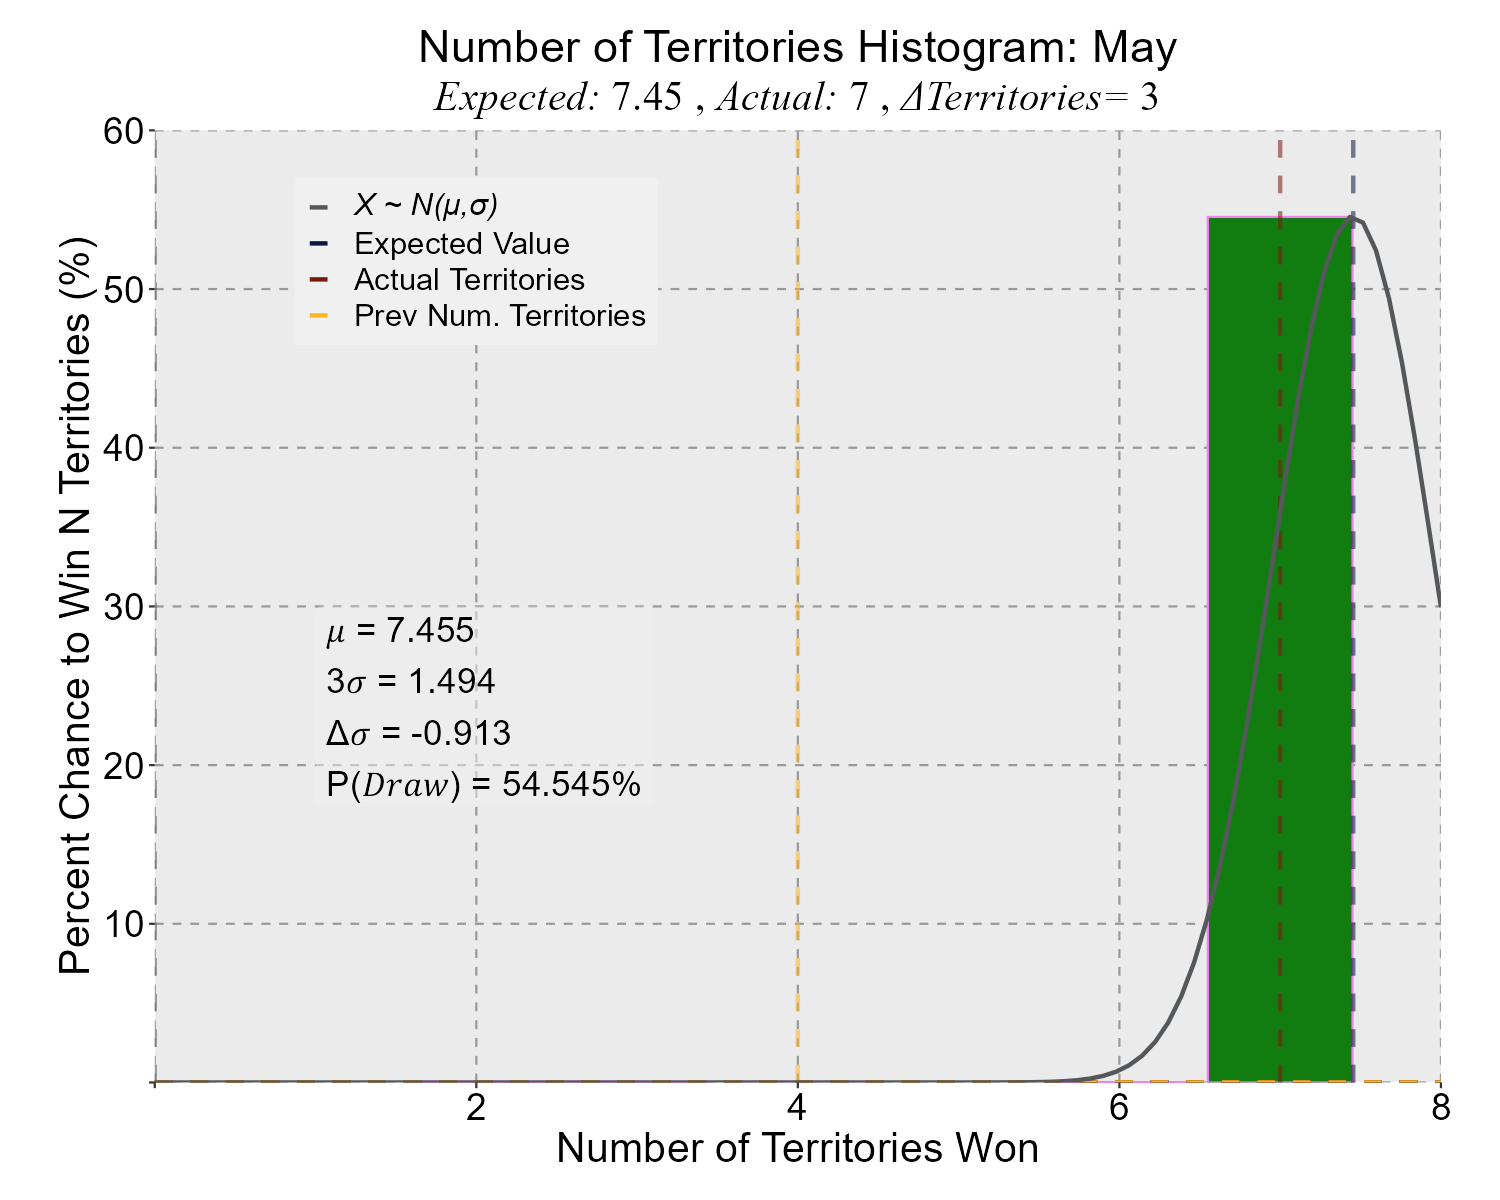 Number of Territories Histogram: May
Expected: 7.45 , Actual: 7 , ΔTerritories= 3
Percent Chance to Win N Territories (%)
60
50
40
30
20
10
X ~ N(μ,σ)
Expected Value
Actual Territories
Prev Num. Territories
μ = 7.455
3σ = 1.494
Δσ = -0.913
P(Draw) = 54.545%
2 4 6 8
Number of Territories Won